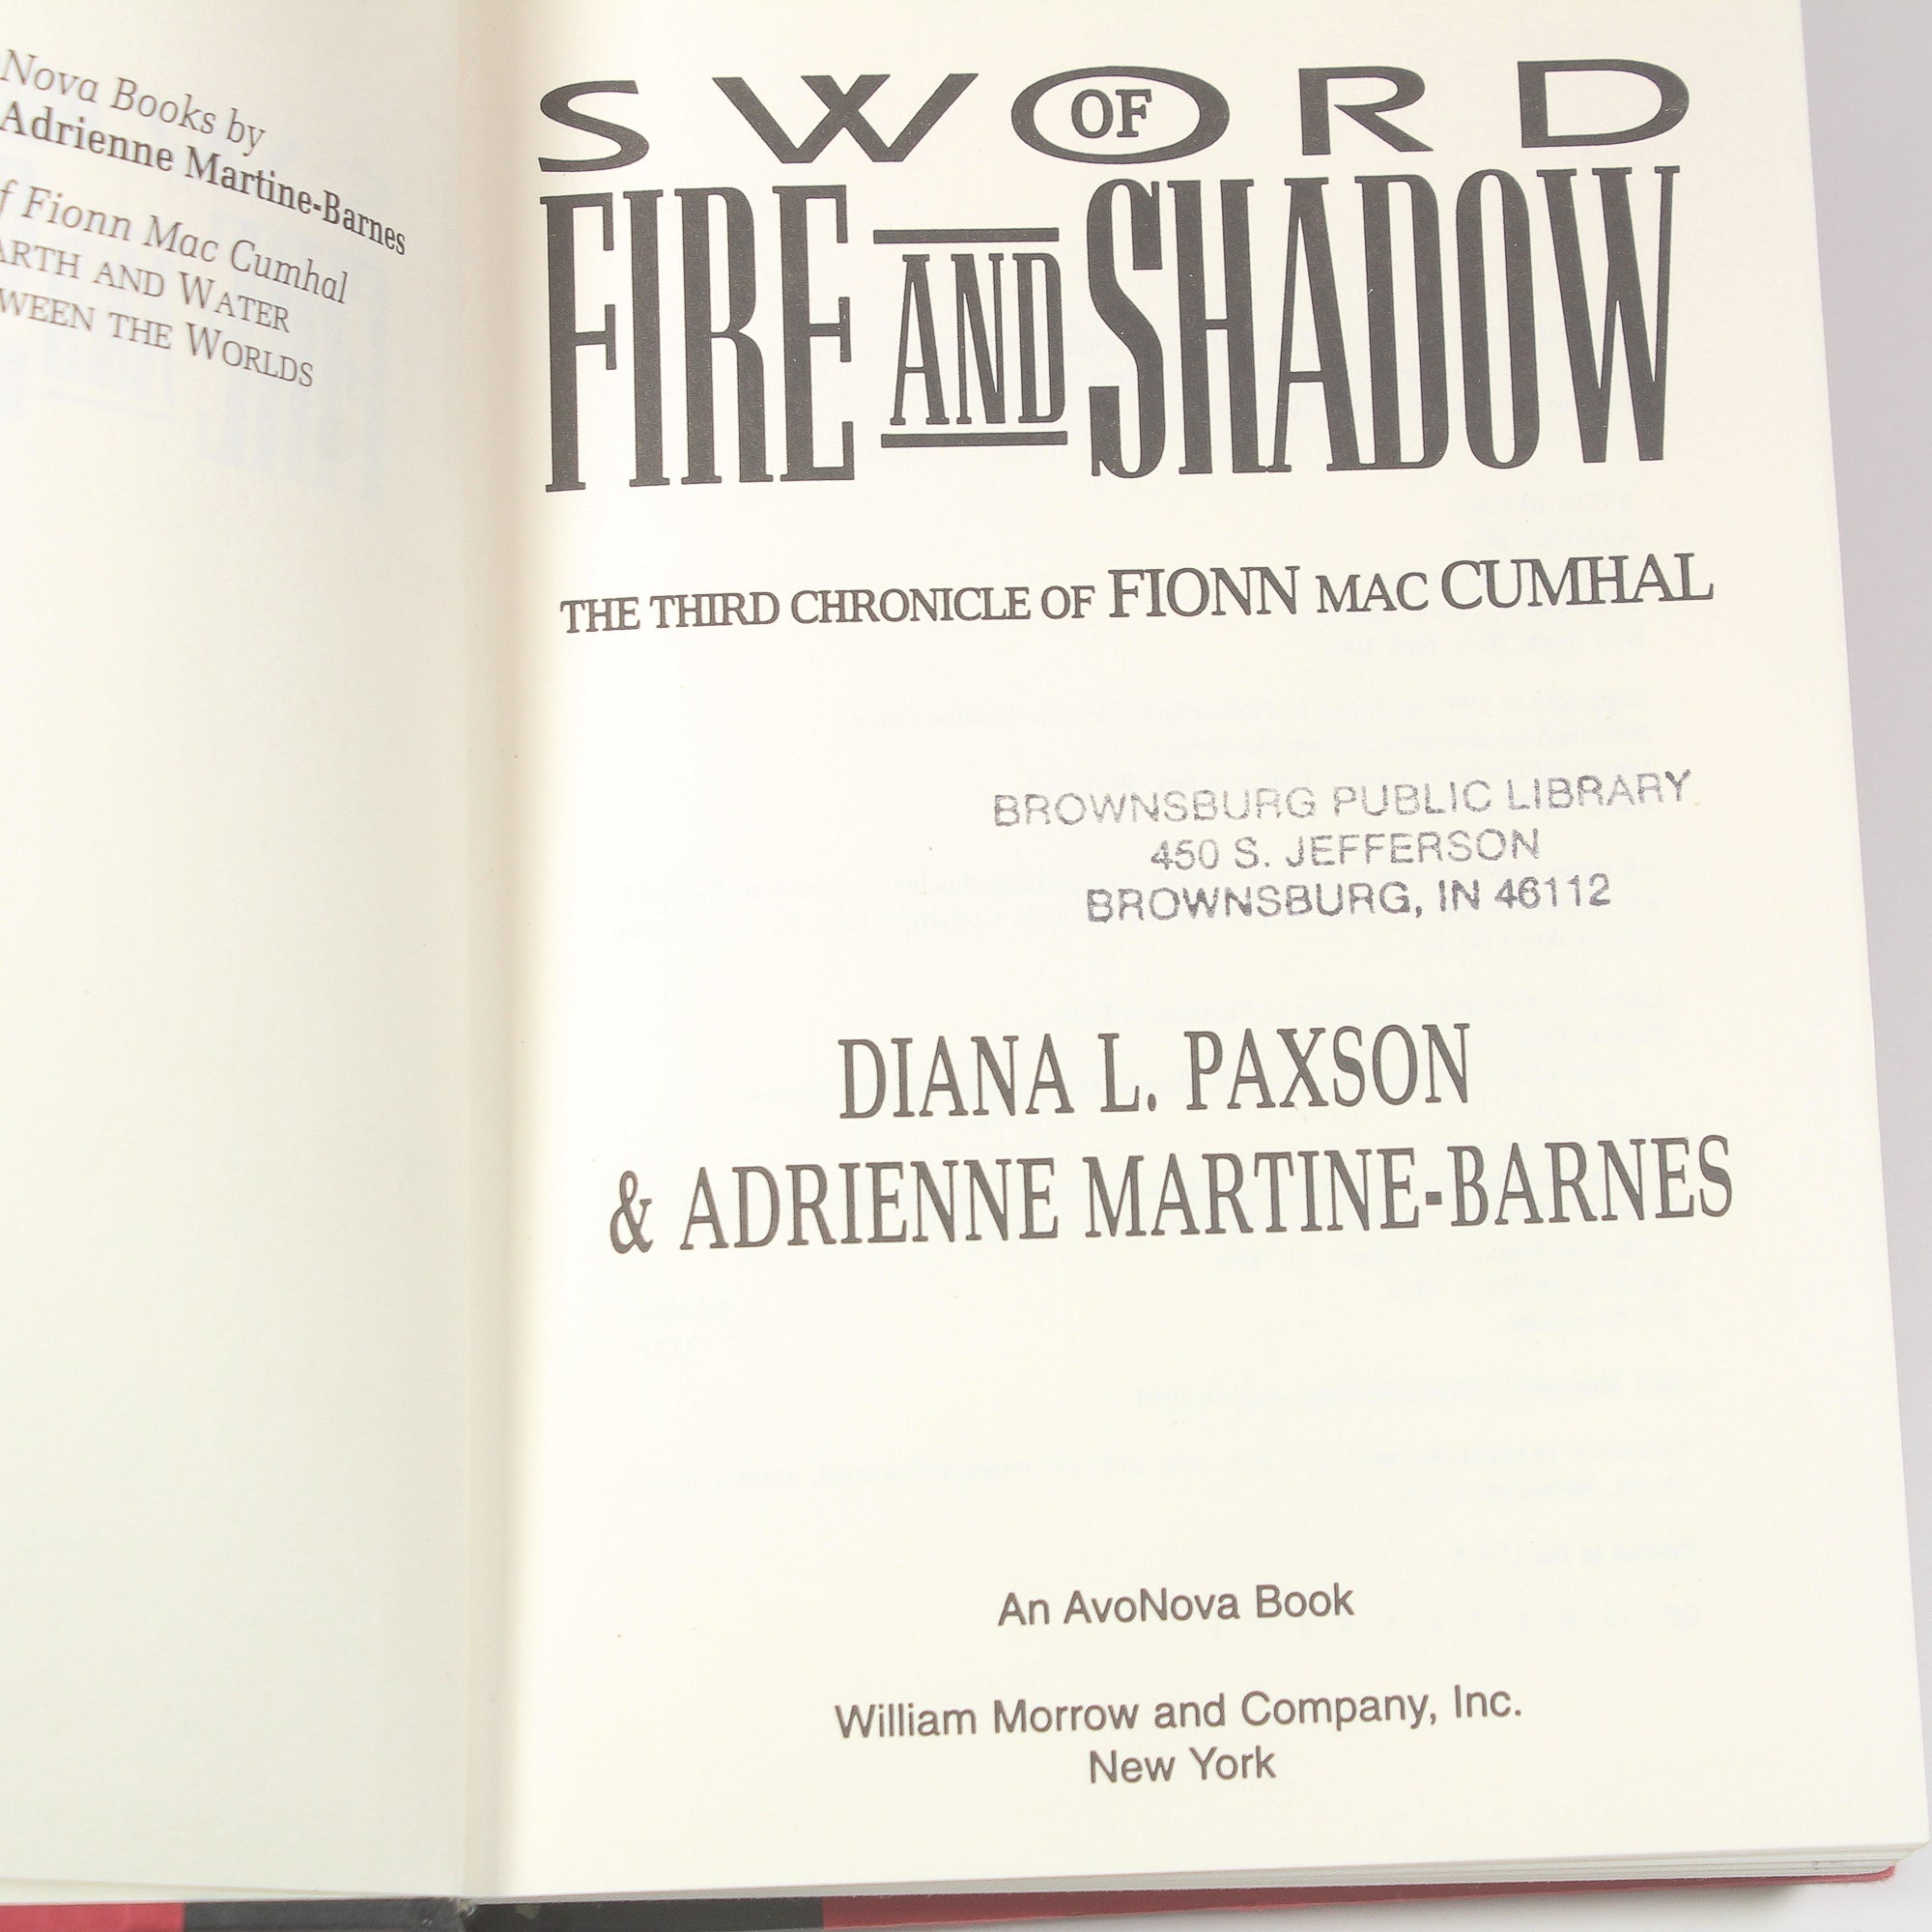 Nova Books by
Adrienne Martine-Barnes
Fionn Mac Cumhal
AND WATER
THE WORLDS
SWORD
OF
FIRE AND SHADOW
THE THIRD CHRONICLE OF FIONN MAC CUMHAL
BROWNSBURG PUBLIC LIBRARY
450 S. JEFFERSON
BROWNSBURG, IN 46112
DIANA L. PAXSON
& ADRIENNE MARTINE-BARNES
An AvoNova Book
William Morrow and Company, Inc.
New York